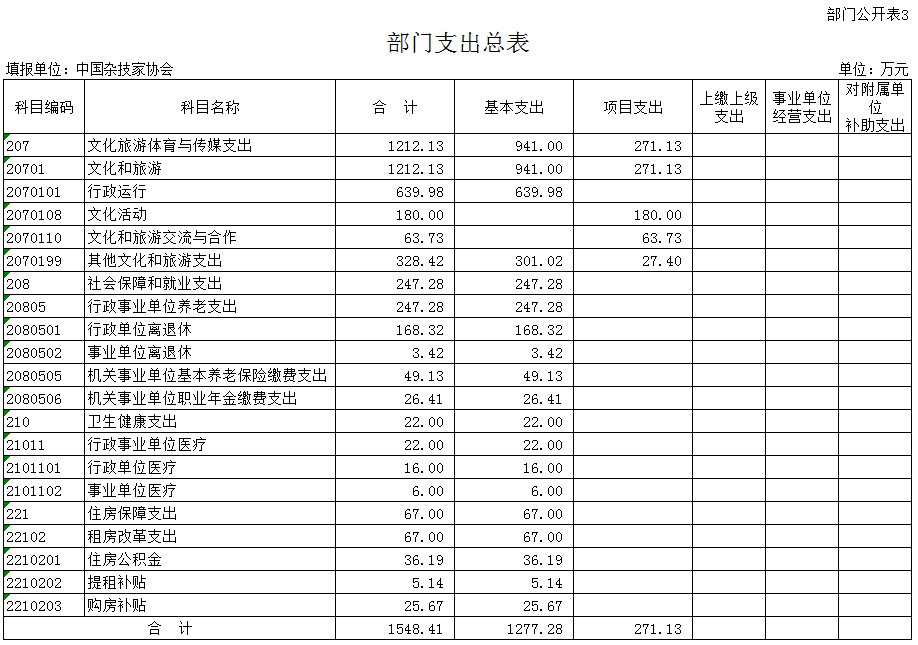 部门公开表3
部门支出总表
填报单位：中国杂技家协会 单位：万元
科目编码 科目名称 合　计 基本支出 项目支出 上缴上级支出 事业单位经营支出 对附属单位补助支出
207 文化旅游体育与传媒支出 1212.13 941.00 271.13
20701 文化和旅游 1212.13 941.00 271.13
2070101 行政运行 639.98 639.98
2070108 文化活动 180.00 180.00
2070110 文化和旅游交流与合作 63.73 63.73
2070199 其他文化和旅游支出 328.42 301.02 27.40
208 社会保障和就业支出 247.28 247.28
20805 行政事业单位养老支出 247.28 247.28
2080501 行政单位离退休 168.32 168.32
2080502 事业单位离退休 3.42 3.42
2080505 机关事业单位基本养老保险缴费支出 49.13 49.13
2080506 机关事业单位职业年金缴费支出 26.41 26.41
210 卫生健康支出 22.00 22.00
21011 行政事业单位医疗 22.00 22.00
2101101 行政单位医疗 16.00 16.00
2101102 事业单位医疗 6.00 6.00
221 住房保障支出 67.00 67.00
22102 租房改革支出 67.00 67.00
2210201 住房公积金 36.19 36.19
2210202 提租补贴 5.14 5.14
2210203 购房补贴 25.67 25.67
合　计 1548.41 1277.28 271.13